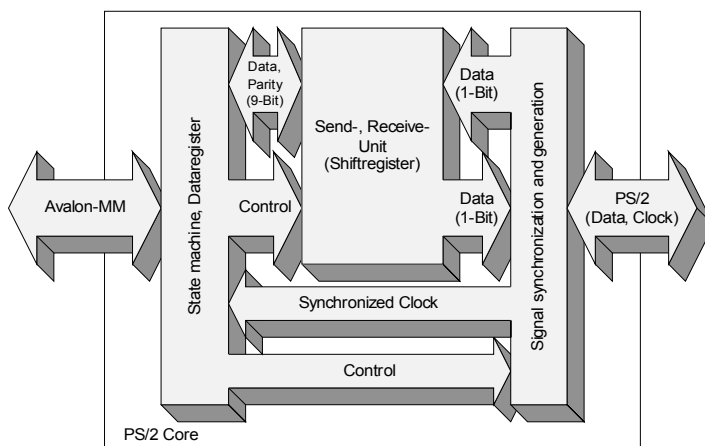 Data,
Parity
(9-Bit)
Data
(1-Bit)
Send-, Receive-
Unit
(Shiftregister)
Avalon-MM
State machine, Dataregister
Control
Data
(1-Bit)
Signal synchronization and generation
PS/2
(Data, Clock)
Synchronized Clock
Control
PS/2 Core